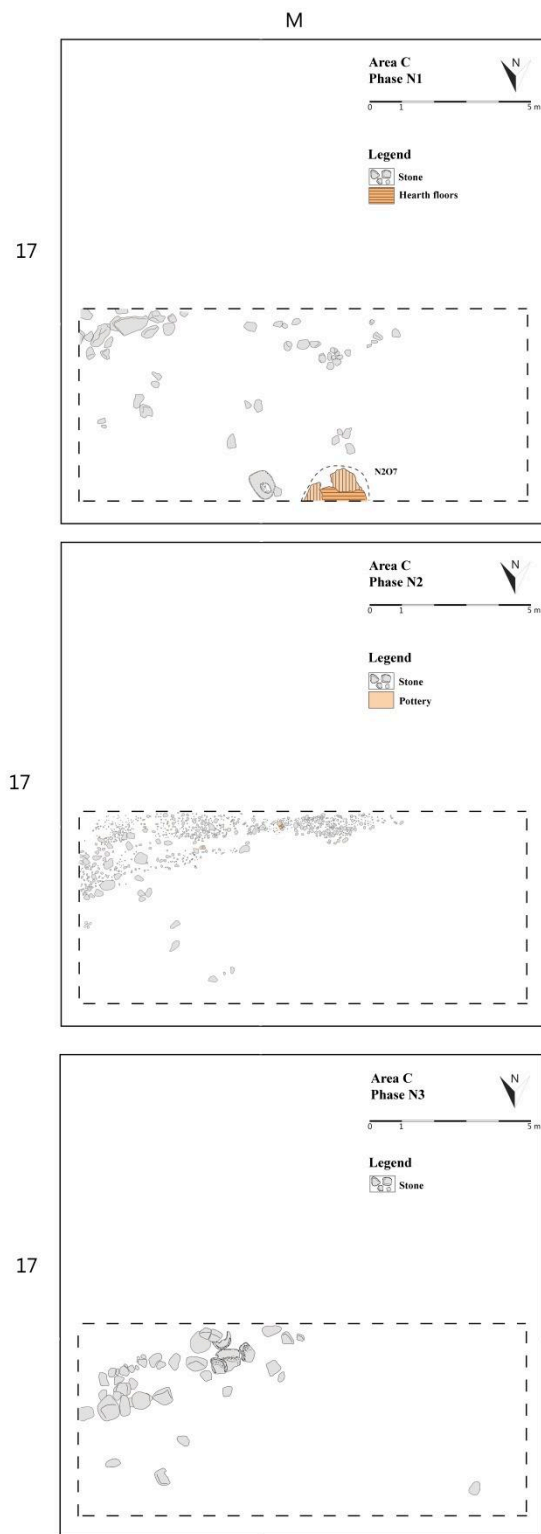 M
Area C
Phase N1
N
0 1 5 m
Legend
Stone
Hearth floors
17
N2O7
Area C
Phase N2
N
0 1 5 m
Legend
Stone
Pottery
17
Area C
Phase N3
N
0 1 5 m
Legend
Stone
17